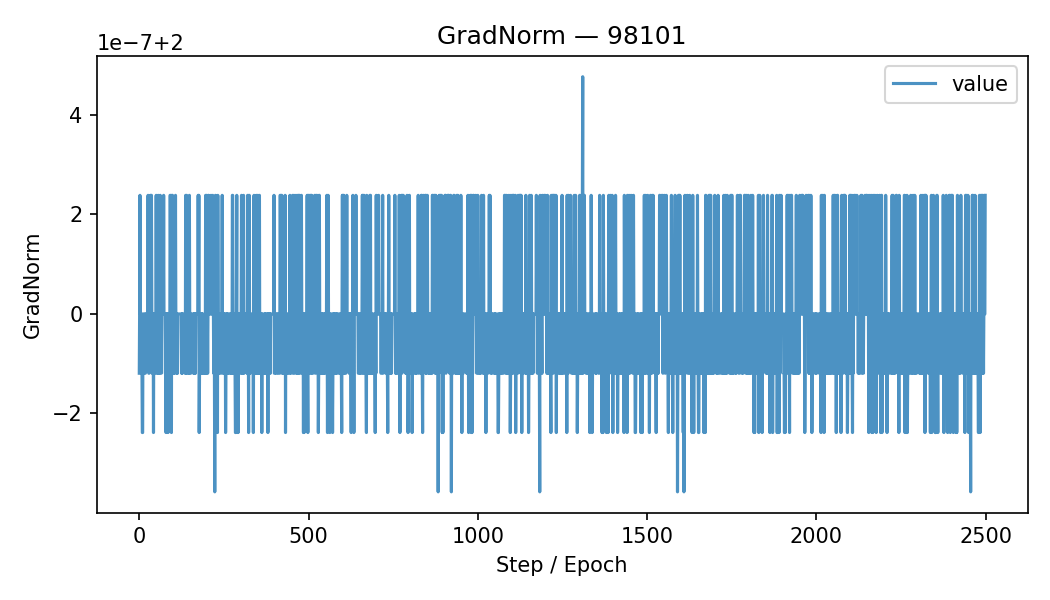 GradNorm — 98101
1e−7+2
value
4
2
0
−2
GradNorm
0 500 1000 1500 2000 2500
Step / Epoch